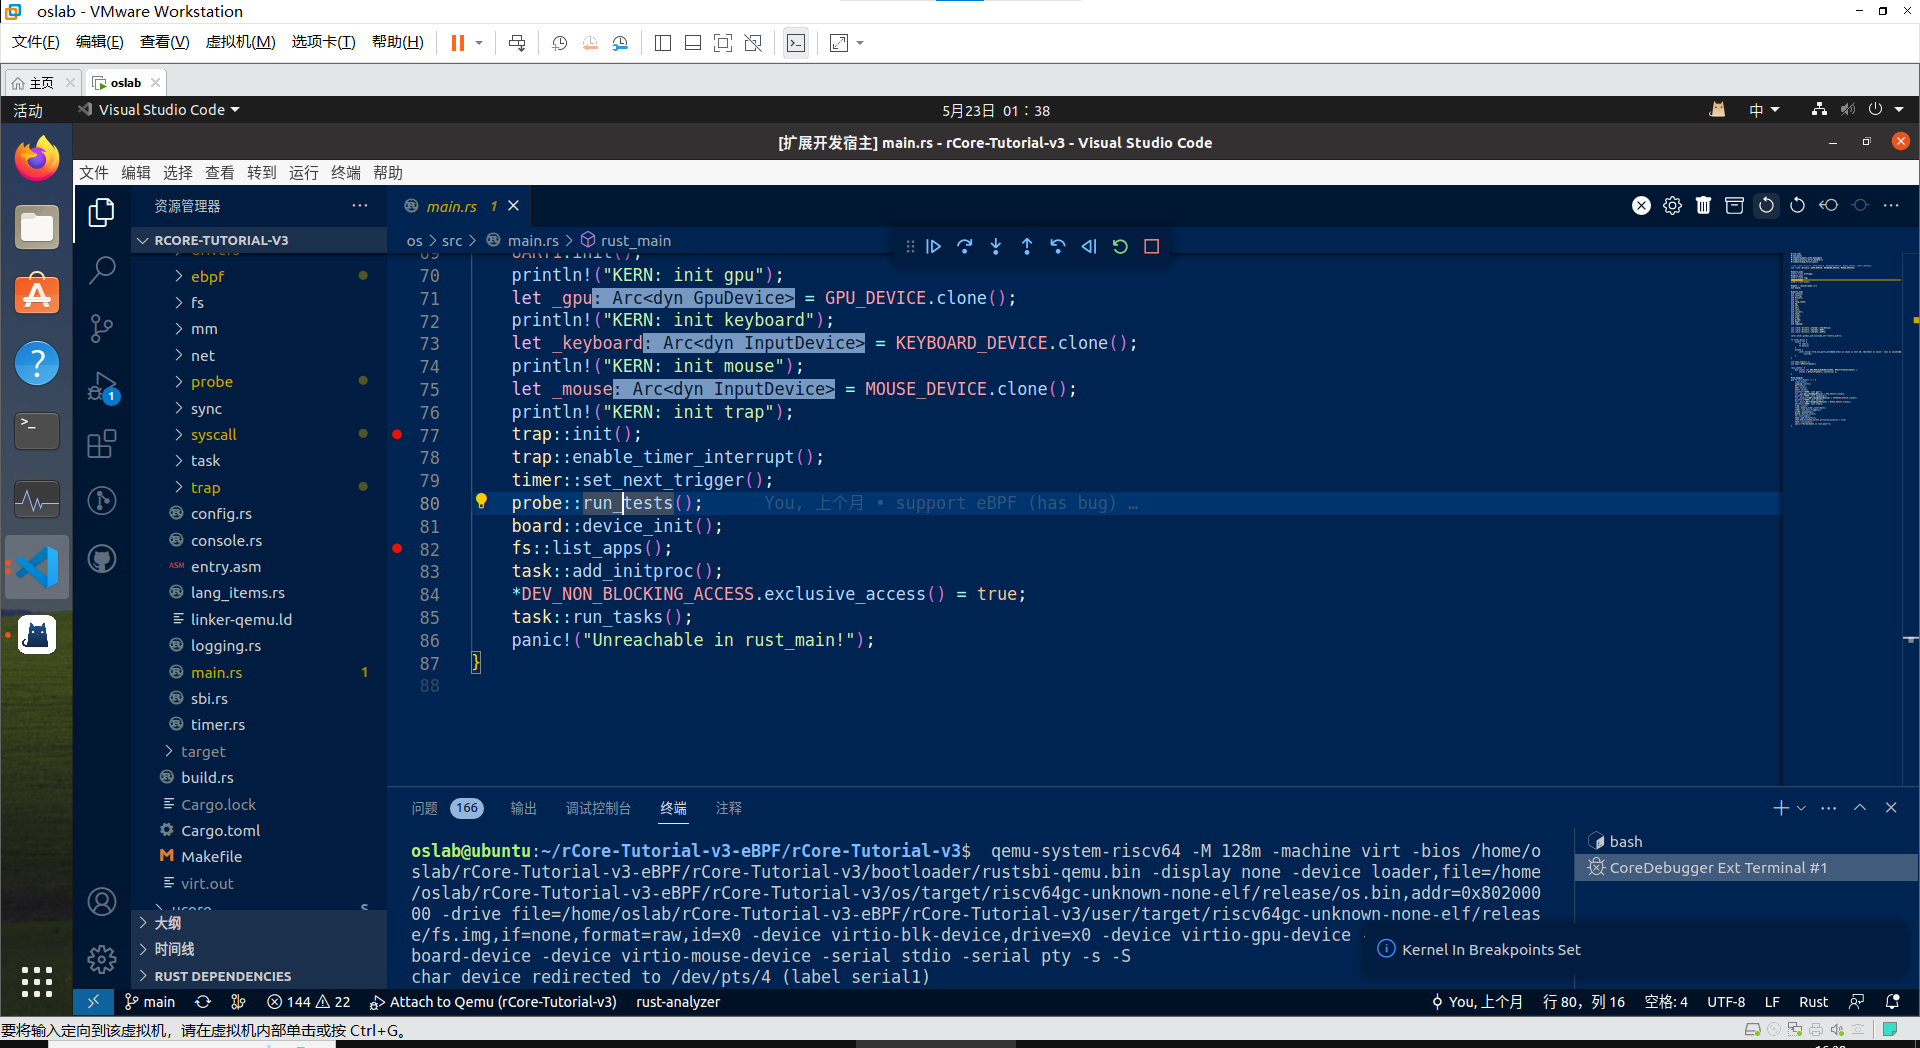 oslab - VMware Workstation
文件(F) 编辑(E) 查看(V) 虚拟机(M) 选项卡(T) 帮助(H)
主页 oslab
活动 Visual Studio Code 5月23日 01:38 中
[扩展开发宿主] main.rs - rCore-Tutorial-v3 - Visual Studio Code
文件 编辑 选择 查看 转到 运行 终端 帮助
资源管理器
RCORE-TUTORIAL-V3
drivers
ebpf
fs
mm
net
probe
sync
syscall
task
trap
config.rs
console.rs
ASM entry.asm
lang_items.rs
linker-qemu.ld
logging.rs
main.rs 1
sbi.rs
timer.rs
target
build.rs
Cargo.lock
Cargo.toml
Makefile
virt.out
ucore S
大纲
时间线
RUST DEPENDENCIES
1
main.rs 1
os > src > main.rs > rust_main
69 UART.init();
70 println!("KERN: init gpu");
71 let _gpu: Arc<dyn GpuDevice> = GPU_DEVICE.clone();
72 println!("KERN: init keyboard");
73 let _keyboard: Arc<dyn InputDevice> = KEYBOARD_DEVICE.clone();
74 println!("KERN: init mouse");
75 let _mouse: Arc<dyn InputDevice> = MOUSE_DEVICE.clone();
76 println!("KERN: init trap");
77 trap::init();
78 trap::enable_timer_interrupt();
79 timer::set_next_trigger();
80 probe::run_tests(); You, 上个月 • support eBPF (has bug) …
81 board::device_init();
82 fs::list_apps();
83 task::add_initproc();
84 *DEV_NON_BLOCKING_ACCESS.exclusive_access() = true;
85 task::run_tasks();
86 panic!("Unreachable in rust_main!");
87 }
88
问题 166 输出 调试控制台 终端 注释
oslab@ubuntu:~/rCore-Tutorial-v3-eBPF/rCore-Tutorial-v3$ qemu-system-riscv64 -M 128m -machine virt -bios /home/o
slab/rCore-Tutorial-v3-eBPF/rCore-Tutorial-v3/bootloader/rustsbi-qemu.bin -display none -device loader,file=/home
/oslab/rCore-Tutorial-v3-eBPF/rCore-Tutorial-v3/os/target/riscv64gc-unknown-none-elf/release/os.bin,addr=0x802000
00 -drive file=/home/oslab/rCore-Tutorial-v3-eBPF/rCore-Tutorial-v3/user/target/riscv64gc-unknown-none-elf/releas
e/fs.img,if=none,format=raw,id=x0 -device virtio-blk-device,drive=x0 -device virtio-gpu-device -
board-device -device virtio-mouse-device -serial stdio -serial pty -s -S
char device redirected to /dev/pts/4 (label serial1)
bash
CoreDebugger Ext Terminal #1
Kernel In Breakpoints Set
main 144 22 Attach to Qemu (rCore-Tutorial-v3) rust-analyzer You, 上个月 行 80，列 16 空格: 4 UTF-8 LF Rust
要将输入定向到该虚拟机，请在虚拟机内部单击或按 Ctrl+G。